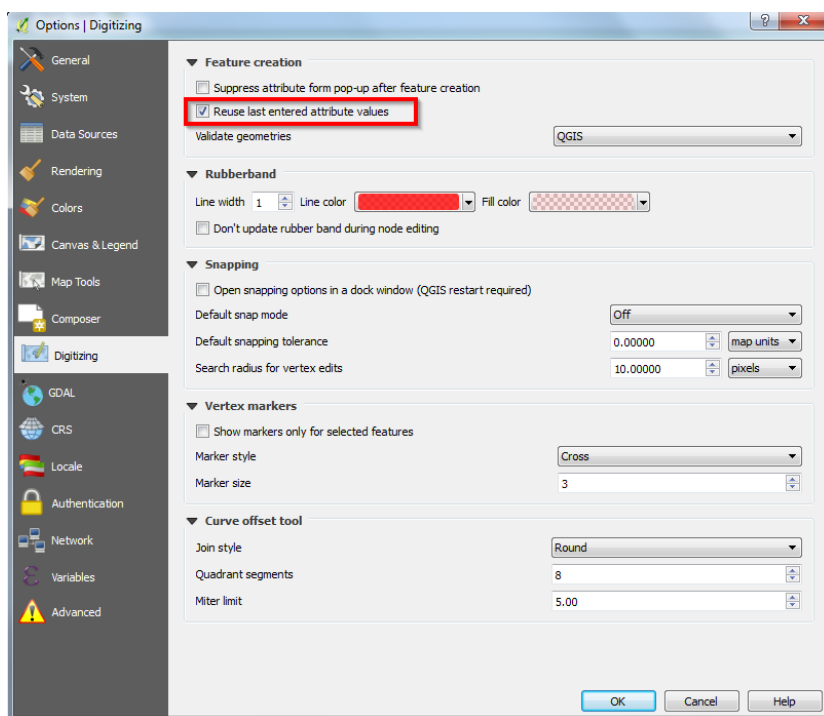 Options | Digitizing
?
X
General
System
Data Sources
Rendering
Colors
Canvas & Legend
Map Tools
Composer
Digitizing
GDAL
CRS
Locale
Authentication
Network
Variables
Advanced
Feature creation
Suppress attribute form pop-up after feature creation
Reuse last entered attribute values
Validate geometries QGIS
Rubberband
Line width 1 Line color Fill color
Don't update rubber band during node editing
Snapping
Open snapping options in a dock window (QGIS restart required)
Default snap mode Off
Default snapping tolerance 0.00000 map units
Search radius for vertex edits 10.00000 pixels
Vertex markers
Show markers only for selected features
Marker style Cross
Marker size 3
Curve offset tool
Join style Round
Quadrant segments 8
Miter limit 5.00
OK Cancel Help